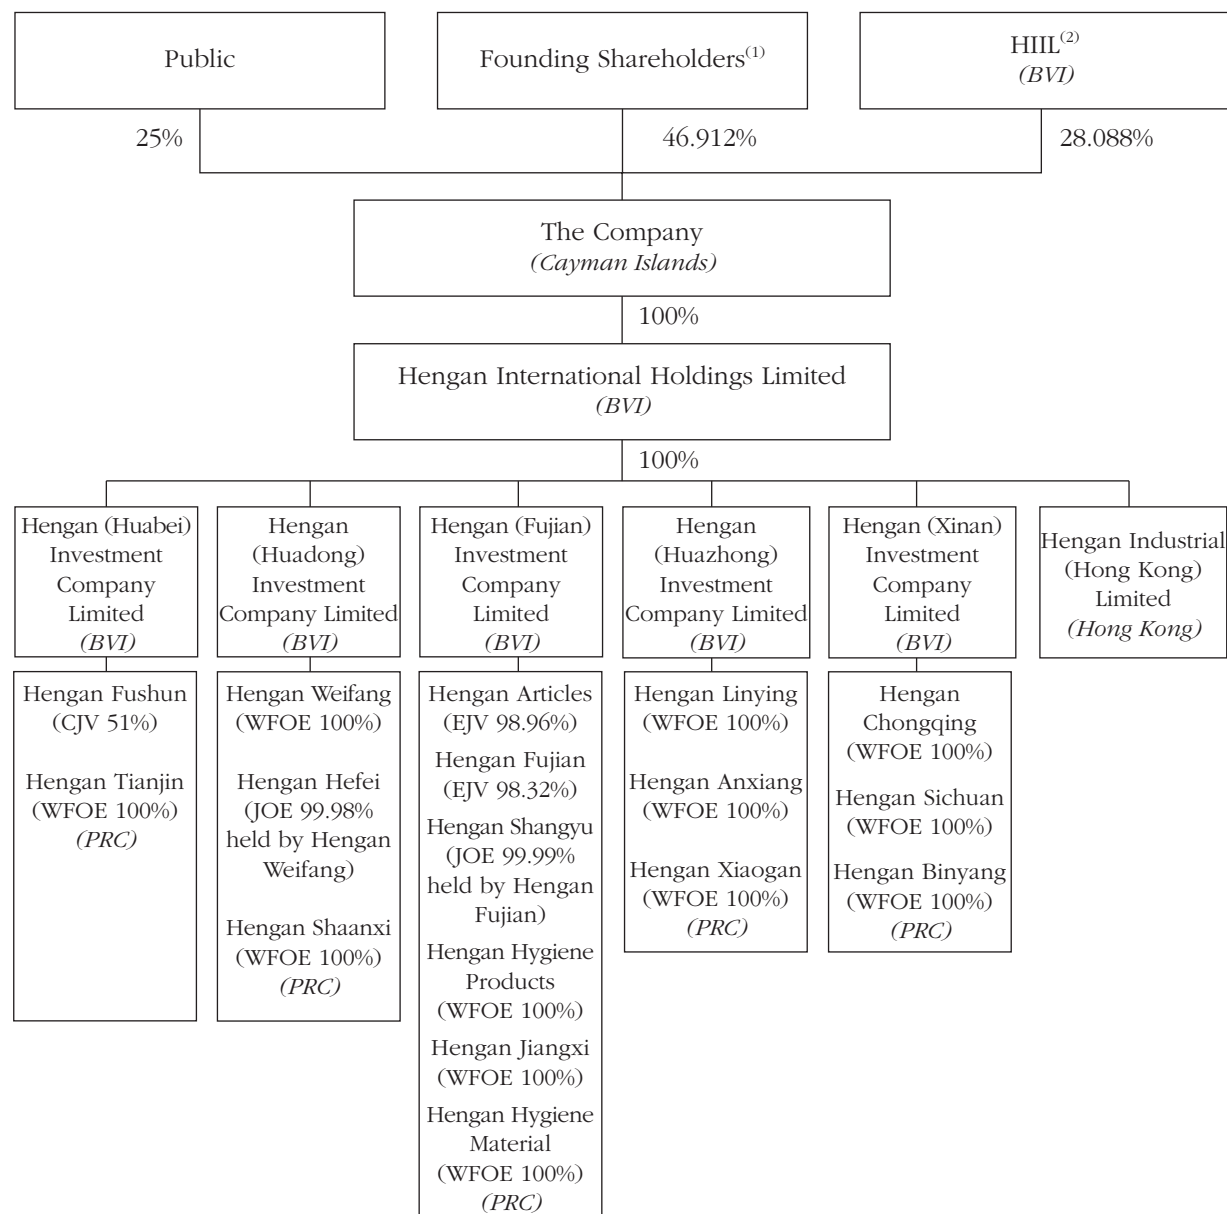 Public
Founding Shareholders(1)
HIIL(2)
(BVI)
25%
46.912%
28.088%
The Company
(Cayman Islands)
100%
Hengan International Holdings Limited
(BVI)
100%
Hengan (Huabei)
Investment
Company
Limited
(BVI)
Hengan
(Huadong)
Investment
Company Limited
(BVI)
Hengan (Fujian)
Investment
Company
Limited
(BVI)
Hengan
(Huazhong)
Investment
Company Limited
(BVI)
Hengan (Xinan)
Investment
Company
Limited
(BVI)
Hengan Industrial
(Hong Kong)
Limited
(Hong Kong)
Hengan Fushun
(CJV 51%)
Hengan Tianjin
(WFOE 100%)
(PRC)
Hengan Weifang
(WFOE 100%)
Hengan Hefei
(JOE 99.98%
held by Hengan
Weifang)
Hengan Shaanxi
(WFOE 100%)
(PRC)
Hengan Articles
(EJV 98.96%)
Hengan Fujian
(EJV 98.32%)
Hengan Shangyu
(JOE 99.99%
held by Hengan
Fujian)
Hengan Hygiene
Products
(WFOE 100%)
Hengan Jiangxi
(WFOE 100%)
Hengan Hygiene
Material
(WFOE 100%)
(PRC)
Hengan Linying
(WFOE 100%)
Hengan Anxiang
(WFOE 100%)
Hengan Xiaogan
(WFOE 100%)
(PRC)
Hengan
Chongqing
(WFOE 100%)
Hengan Sichuan
(WFOE 100%)
Hengan Binyang
(WFOE 100%)
(PRC)